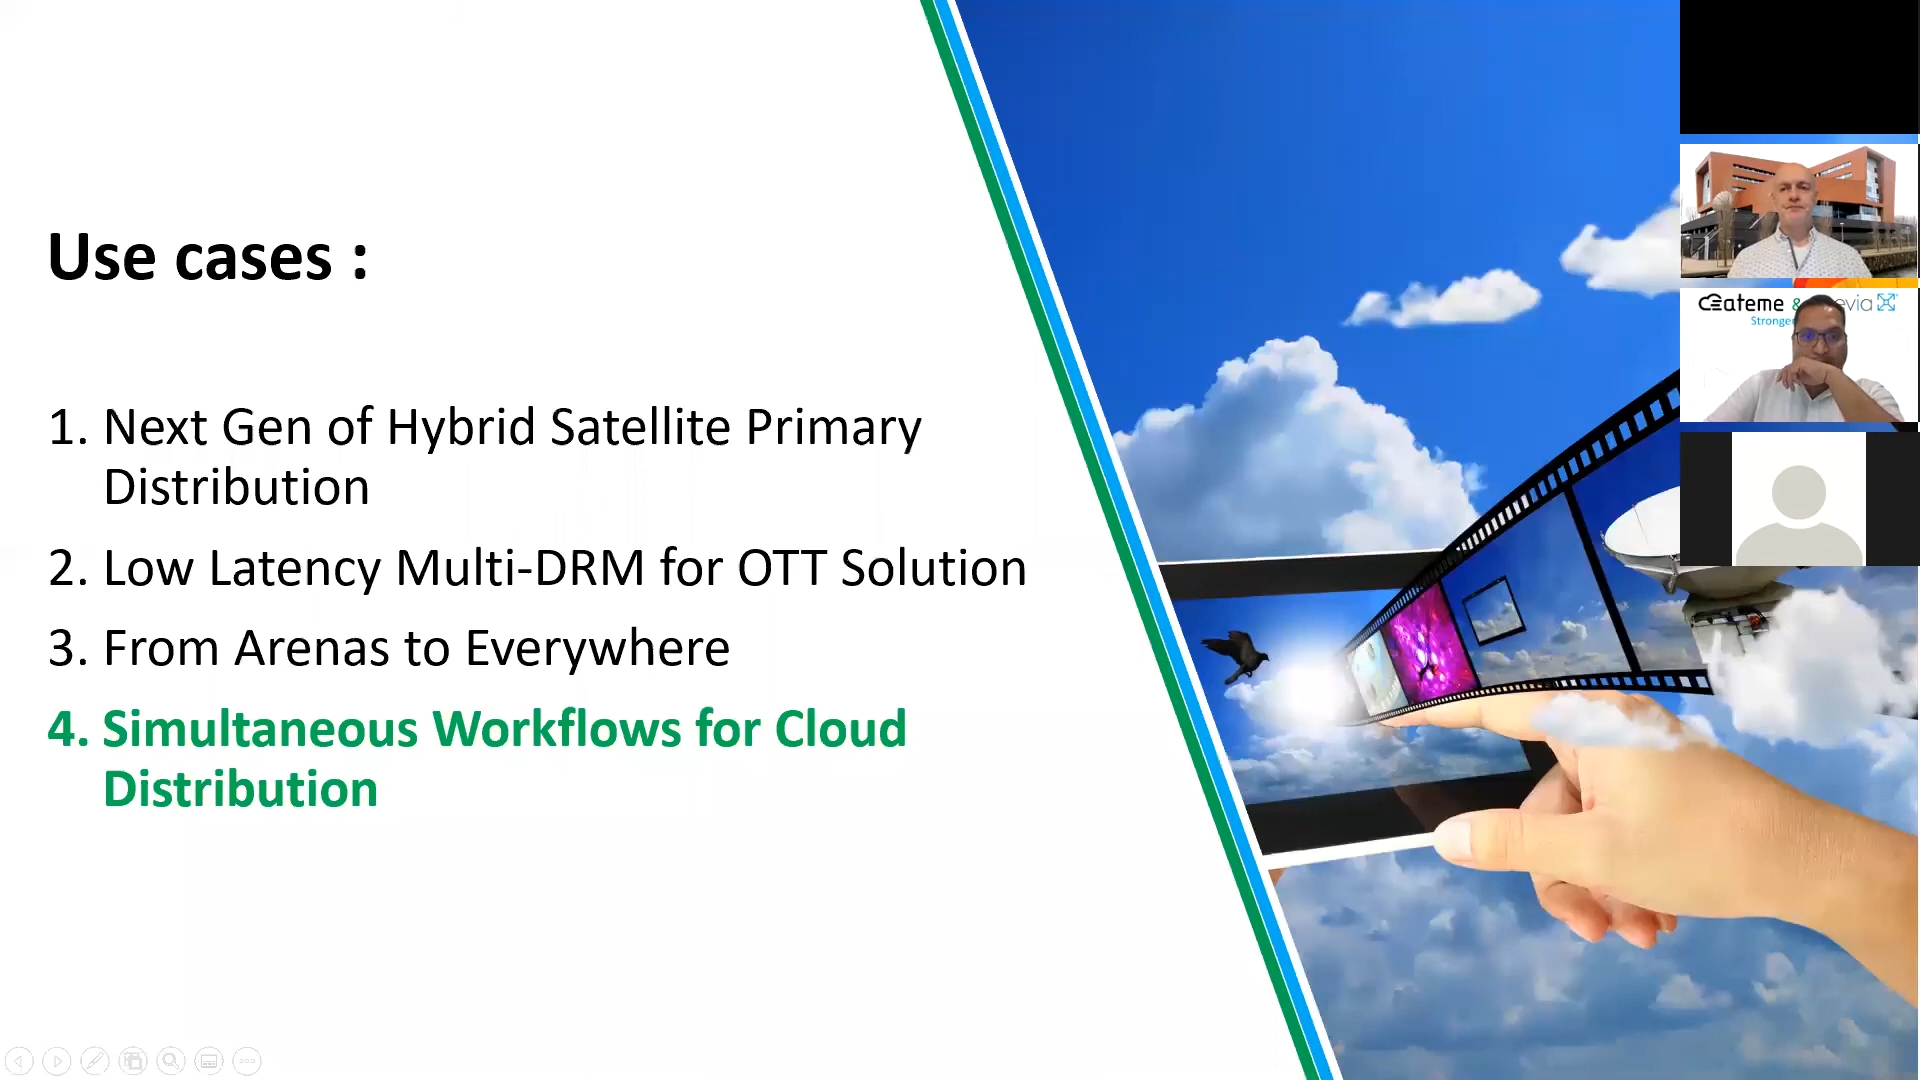 Use cases :
1. Next Gen of Hybrid Satellite Primary
Distribution
2. Low Latency Multi-DRM for OTT Solution
3. From Arenas to Everywhere
4. Simultaneous Workflows for Cloud
Distribution
ateme & evia
Stronger